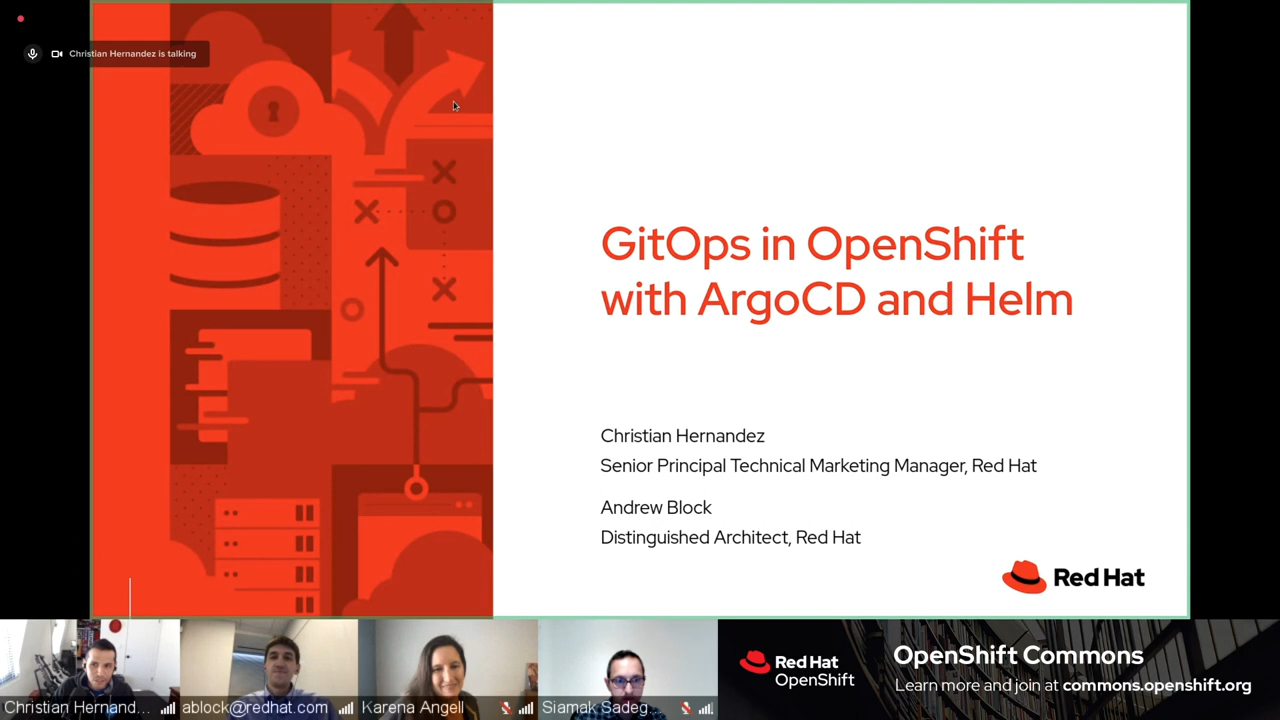 Christian Hernandez is talking
GitOps in OpenShift
with ArgoCD and Helm
Christian Hernandez
Senior Principal Technical Marketing Manager, Red Hat
Andrew Block
Distinguished Architect, Red Hat
Red Hat
Christian Hernand...
ablock@redhat.com
Karena Angell
Siamak Sadeg...
Red Hat
OpenShift
OpenShift Commons
Learn more and join at commons.openshift.org